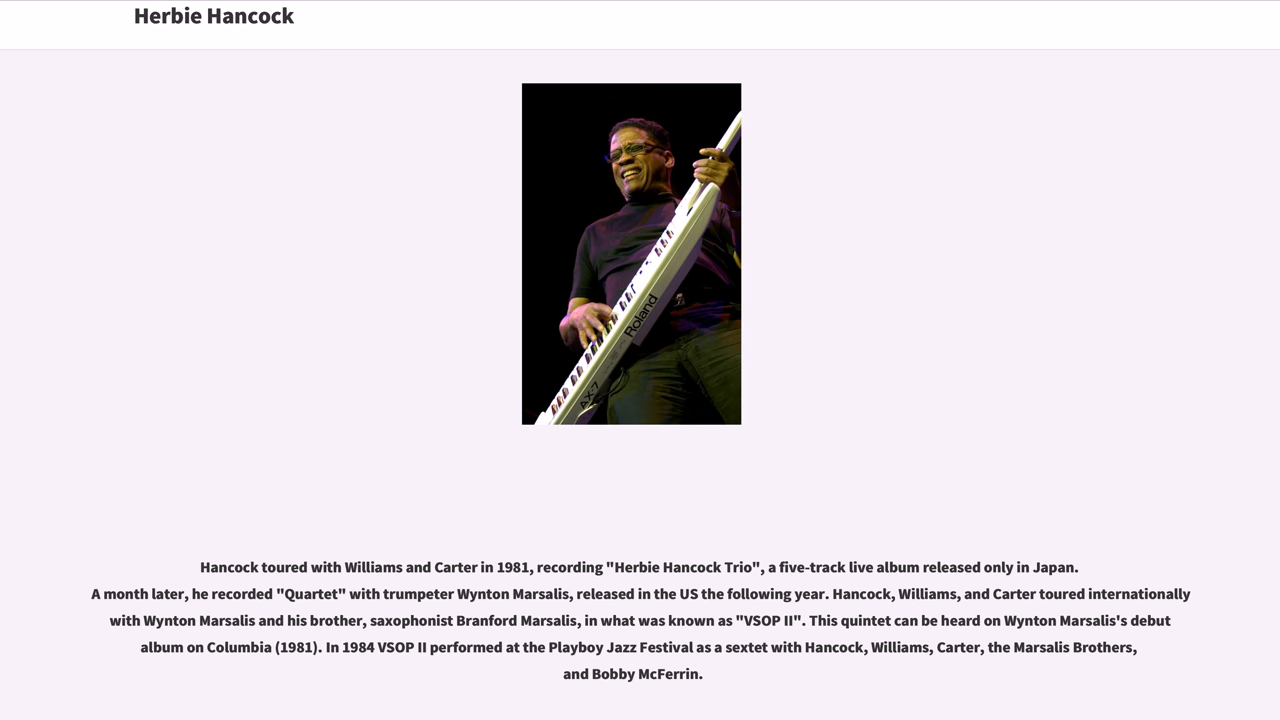 Herbie Hancock
Roland
AX-7
Hancock toured with Williams and Carter in 1981, recording "Herbie Hancock Trio", a five-track live album released only in Japan.
A month later, he recorded "Quartet" with trumpeter Wynton Marsalis, released in the US the following year. Hancock, Williams, and Carter toured internationally
with Wynton Marsalis and his brother, saxophonist Branford Marsalis, in what was known as "VSOP II". This quintet can be heard on Wynton Marsalis's debut
album on Columbia (1981). In 1984 VSOP II performed at the Playboy Jazz Festival as a sextet with Hancock, Williams, Carter, the Marsalis Brothers,
and Bobby McFerrin.